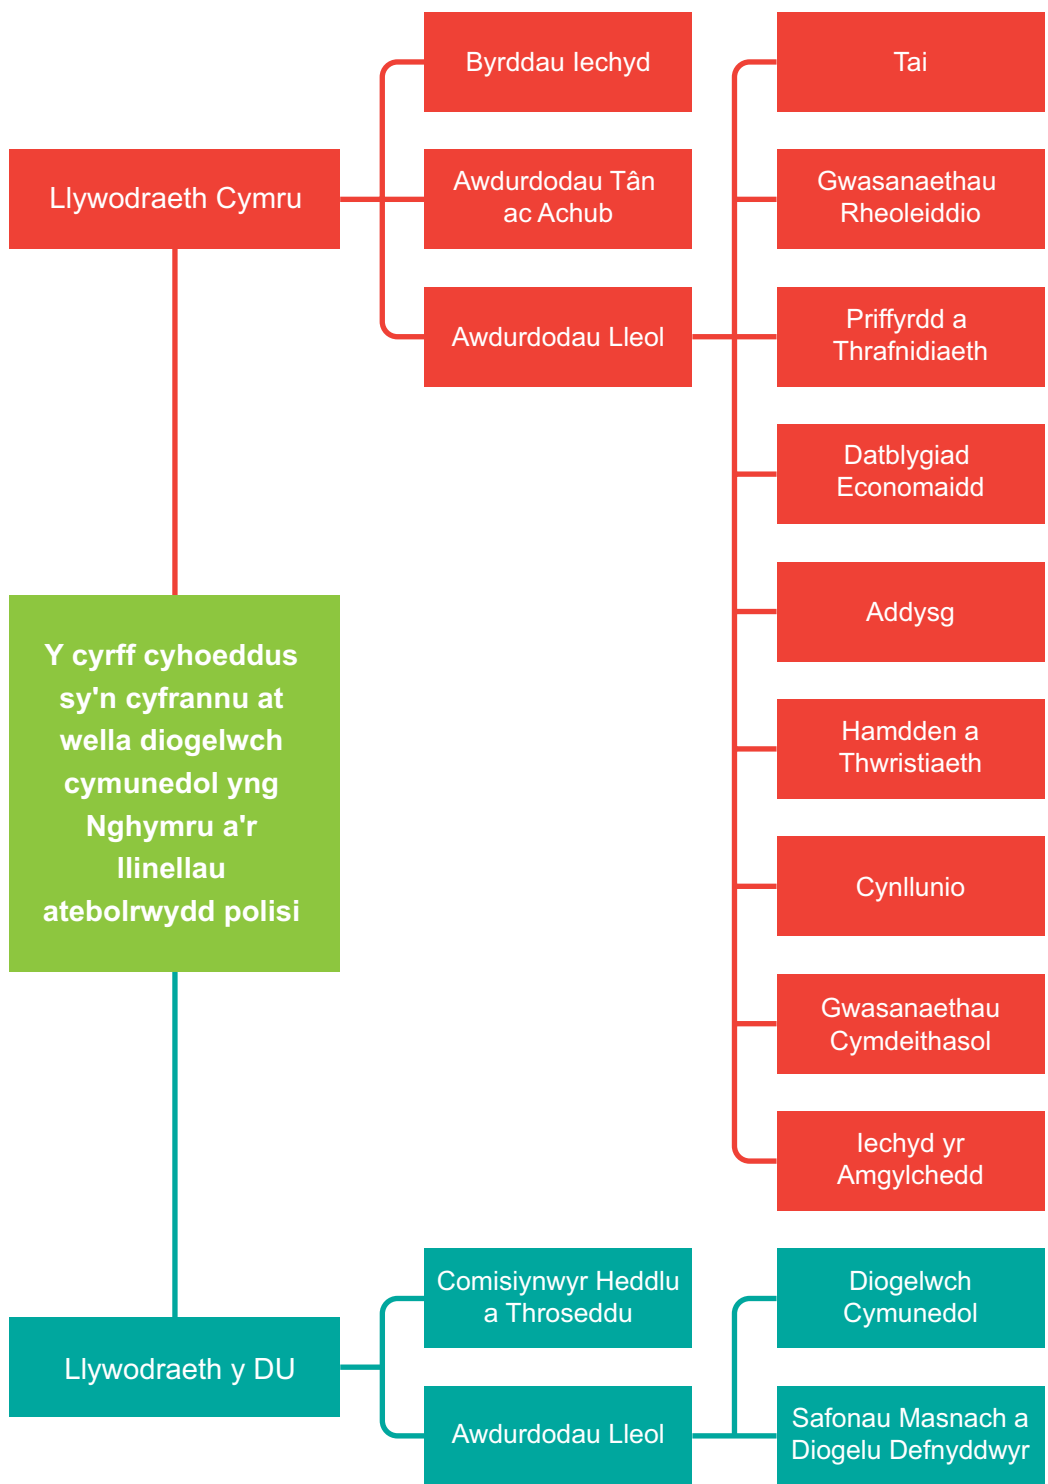 Llywodraeth Cymru
Byrddau Iechyd
Awdurdodau Tân
ac Achub
Awdurdodau Lleol
Tai
Gwasanaethau
Rheoleiddio
Priffyrdd a
Thrafnidiaeth
Datblygiad
Economaidd
Addysg
Hamdden a
Thwristiaeth
Cynllunio
Gwasanaethau
Cymdeithasol
Iechyd yr
Amgylchedd
Y cyrff cyhoeddus
sy'n cyfrannu at
wella diogelwch
cymunedol yng
Nghymru a'r
llinellau
atebolrwydd polisi
Llywodraeth y DU
Comisiynwyr Heddlu
a Throseddu
Awdurdodau Lleol
Diogelwch
Cymunedol
Safonau Masnach a
Diogelu Defnyddwyr